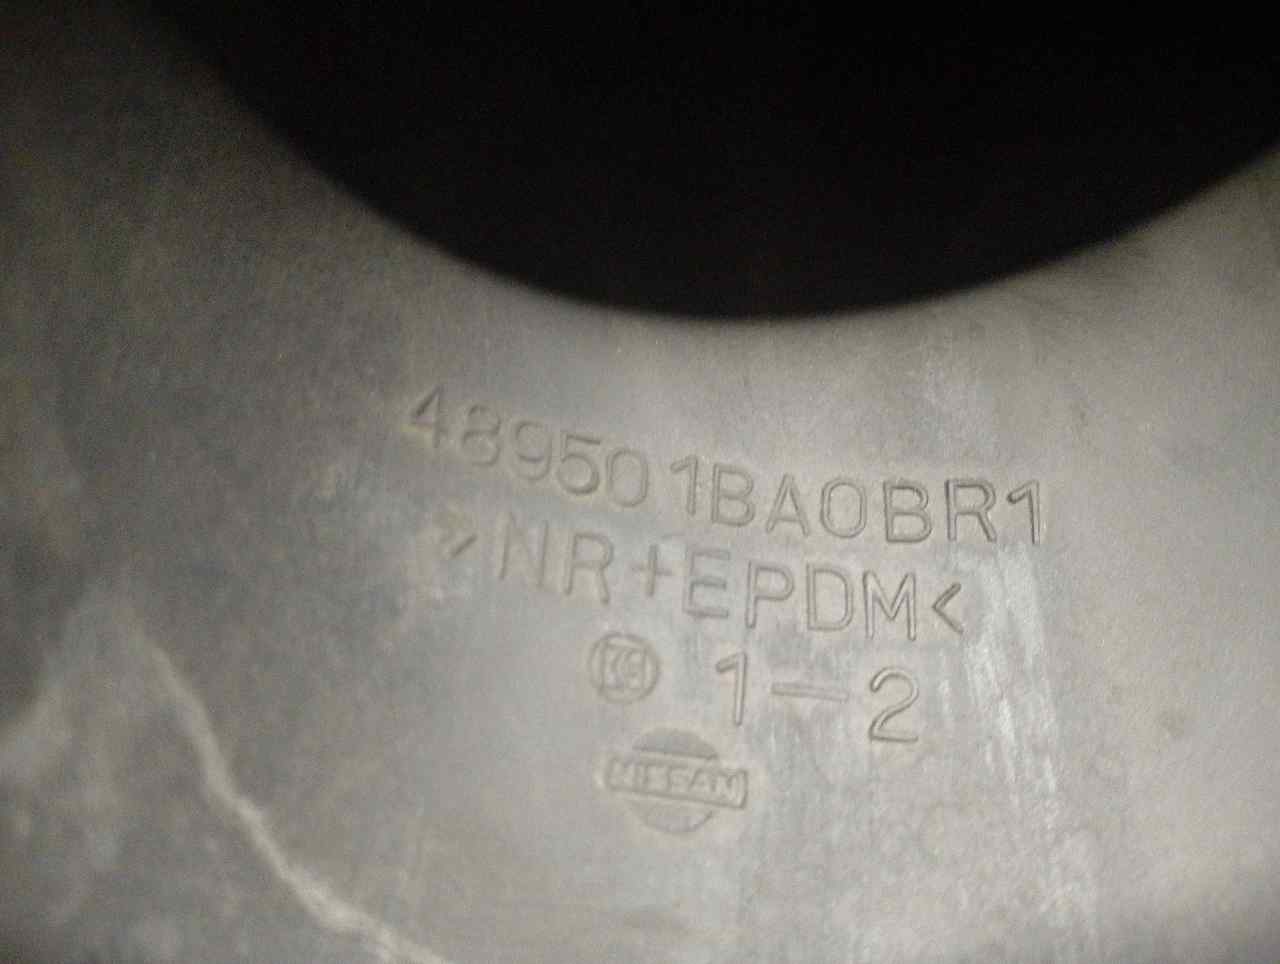 489501BA0BR1
>NR+EPDM<
1-2
NISSAN